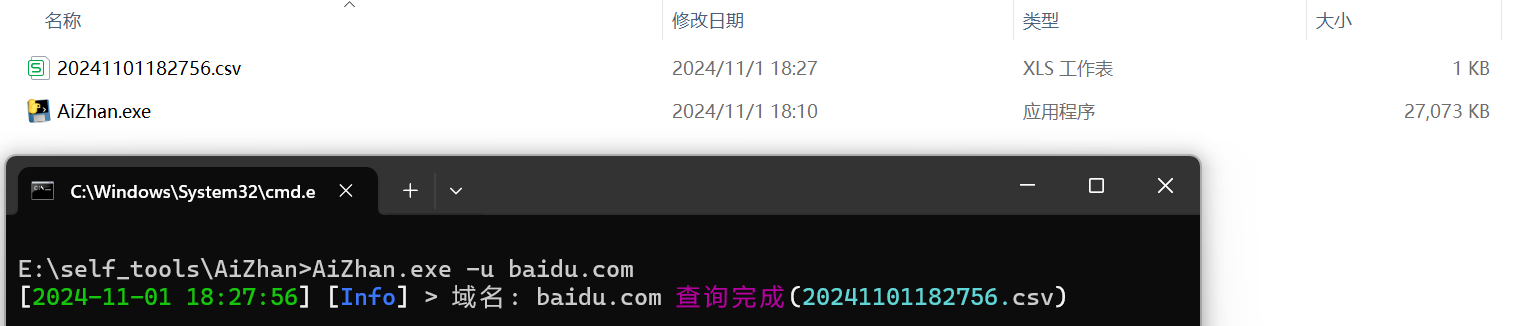 名称 修改日期 类型 大小
20241101182756.csv 2024/11/1 18:27 XLS 工作表 1 KB
AiZhan.exe 2024/11/1 18:10 应用程序 27,073 KB
C:\Windows\System32\cmd.e
E:\self_tools\AiZhan>AiZhan.exe -u baidu.com
[2024-11-01 18:27:56] [Info] > 域名: baidu.com 查询完成(20241101182756.csv)